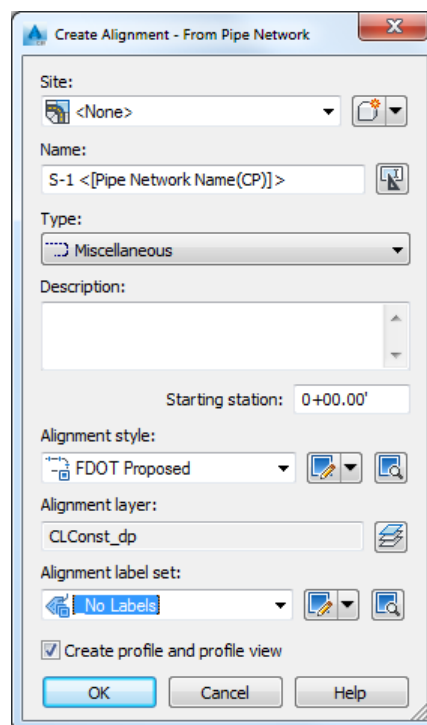 Create Alignment - From Pipe Network
Site:
<None>
Name:
S-1 <[Pipe Network Name(CP)]>
Type:
Miscellaneous
Description:
Starting station: 0+00.00'
Alignment style:
FDOT Proposed
Alignment layer:
CLConst_dp
Alignment label set:
_No Labels
Create profile and profile view
OK Cancel Help